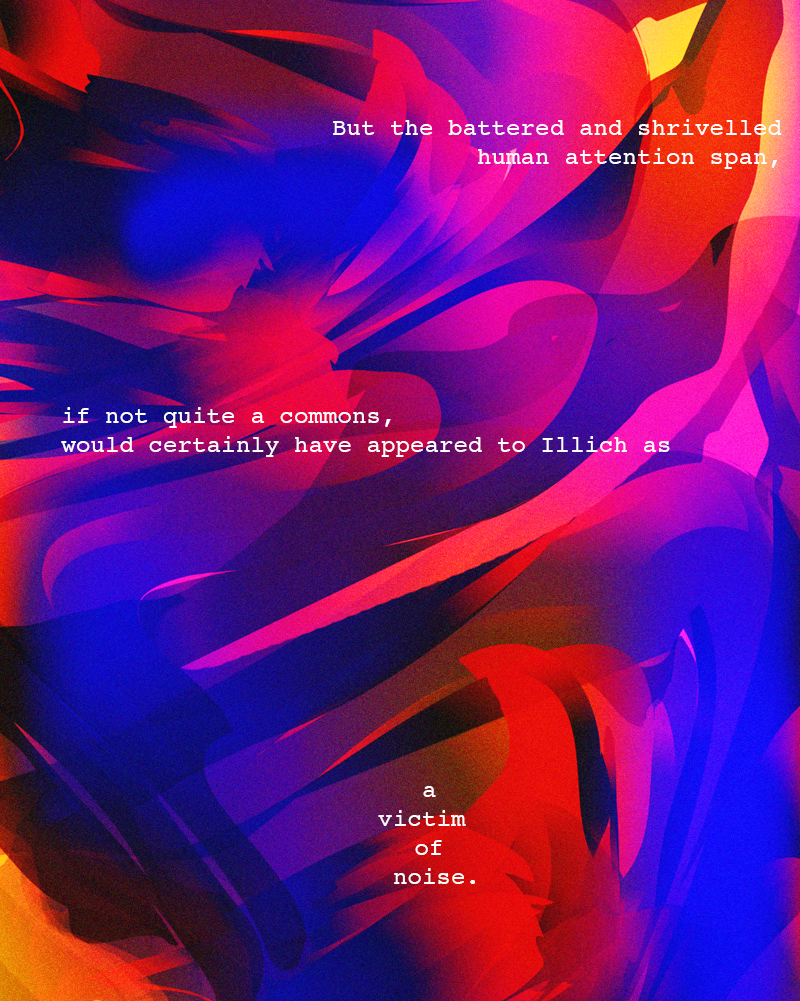 But the battered and shrivelled
human attention span,
if not quite a commons,
would certainly have appeared to Illich as
a
victim
of
noise.